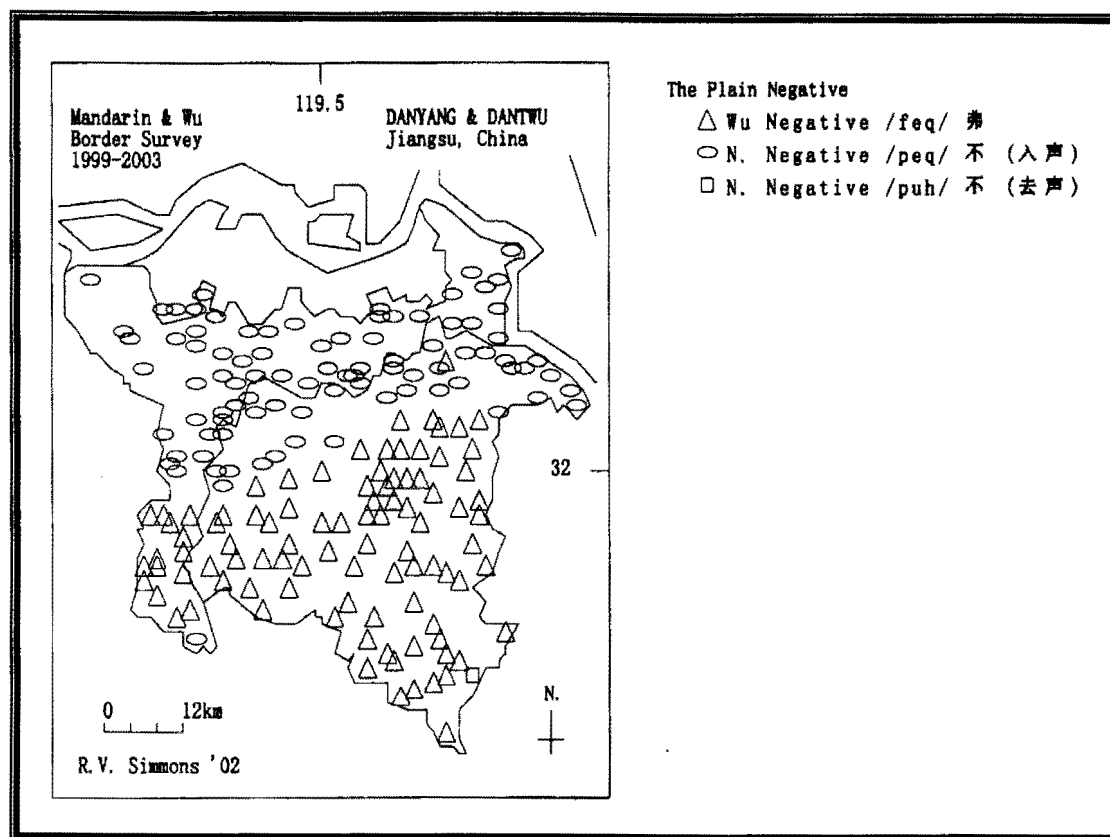 119.5
Mandarin & Wu
Border Survey
1999-2003
DANYANG & DANTWU
Jiangsu, China
32
0 12km
N.
R.V. Simmons '02
The Plain Negative
Wu Negative /feq/ 弗
N. Negative /peq/ 不 (入声)
N. Negative /puh/ 不 (去声)